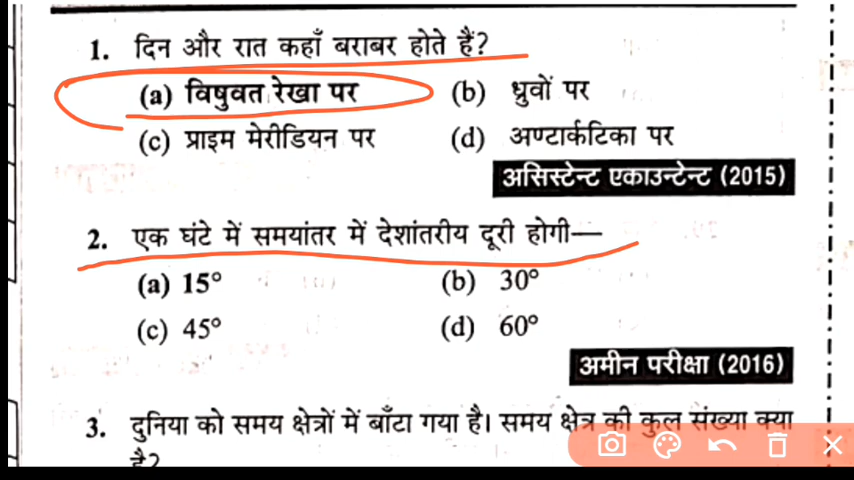 1. दिन और रात कहाँ बराबर होते हैं?
(a) विषुवत रेखा पर (b) ध्रुवों पर
(c) प्राइम मेरीडियन पर (d) अण्टार्कटिका पर
असिस्टेन्ट एकाउन्टेन्ट (2015)
2. एक घंटे में समयांतर में देशांतरीय दूरी होगी—
(a) 15° (b) 30°
(c) 45° (d) 60°
अमीन परीक्षा (2016)
3. दुनिया को समय क्षेत्रों में बाँटा गया है। समय क्षेत्र की कुल संख्या क्या
है?